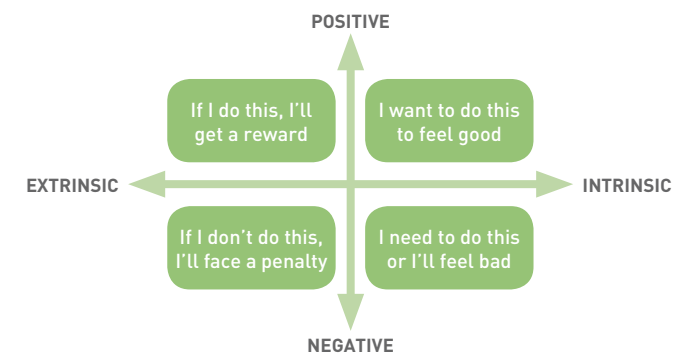 POSITIVE
If I do this, I’ll
get a reward
I want to do this
to feel good
EXTRINSIC
INTRINSIC
If I don’t do this,
I’ll face a penalty
I need to do this
or I’ll feel bad
NEGATIVE